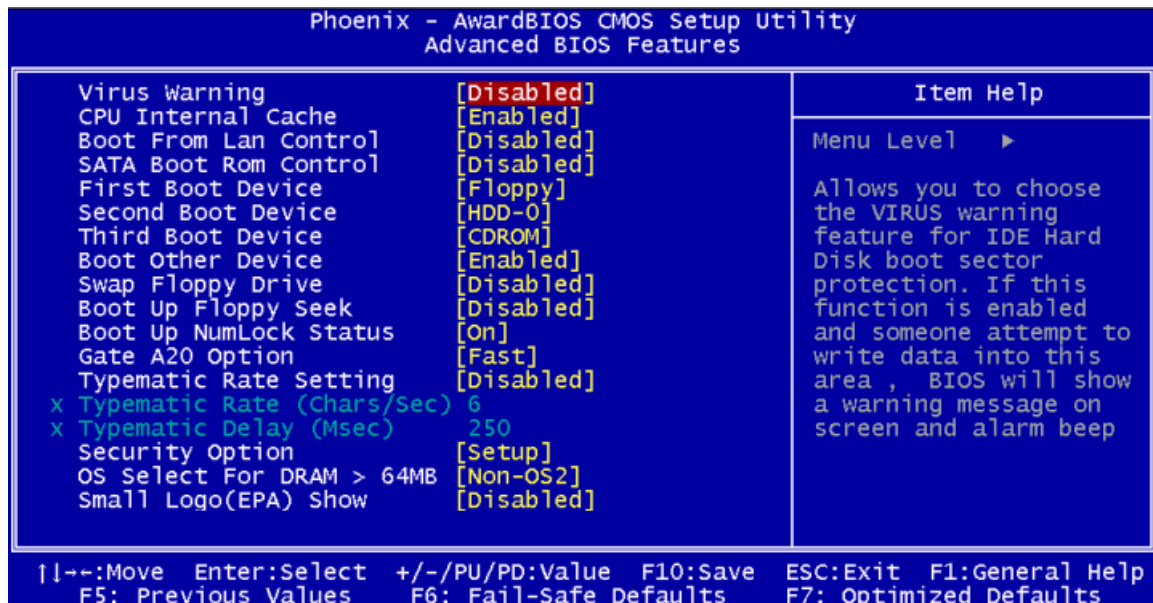 Phoenix - AwardBIOS CMOS Setup Utility
Advanced BIOS Features
Virus Warning [Disabled]
CPU Internal Cache [Enabled]
Boot From Lan Control [Disabled]
SATA Boot Rom Control [Disabled]
First Boot Device [Floppy]
Second Boot Device [HDD-0]
Third Boot Device [CDROM]
Boot Other Device [Enabled]
Swap Floppy Drive [Disabled]
Boot Up Floppy Seek [Disabled]
Boot Up NumLock Status [On]
Gate A20 Option [Fast]
Typematic Rate Setting [Disabled]
x Typematic Rate (Chars/Sec) 6
x Typematic Delay (Msec) 250
Security Option [Setup]
OS Select For DRAM > 64MB [Non-OS2]
Small Logo(EPA) Show [Disabled]
Item Help
Menu Level ►
Allows you to choose
the VIRUS warning
feature for IDE Hard
Disk boot sector
protection. If this
function is enabled
and someone attempt to
write data into this
area , BIOS will show
a warning message on
screen and alarm beep
↑↓→←:Move Enter:Select +/-/PU/PD:Value F10:Save ESC:Exit F1:General Help
F5: Previous Values F6: Fail-Safe Defaults F7: Optimized Defaults